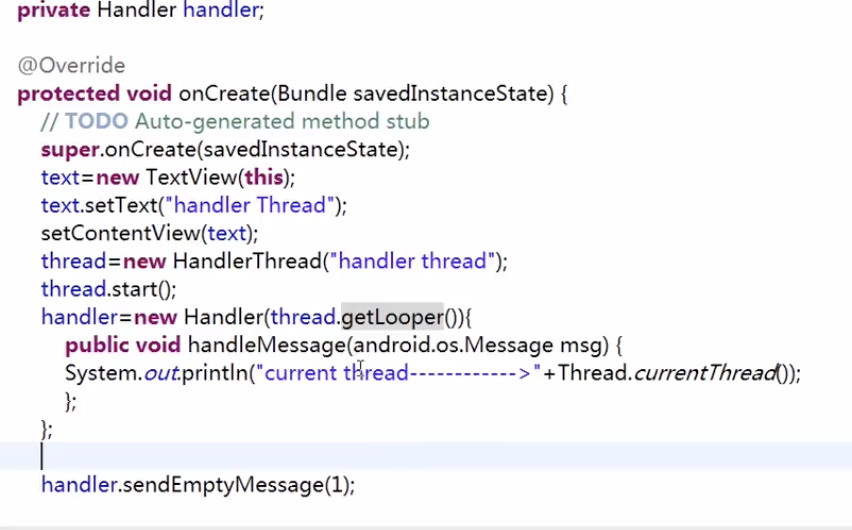 private Handler handler;
@Override
protected void onCreate(Bundle savedInstanceState) {
// TODO Auto-generated method stub
super.onCreate(savedInstanceState);
text=new TextView(this);
text.setText("handler Thread");
setContentView(text);
thread=new HandlerThread("handler thread");
thread.start();
handler=new Handler(thread.getLooper()){
public void handleMessage(android.os.Message msg) {
System.out.println("current thread------------>"+Thread.currentThread());
};
};
handler.sendEmptyMessage(1);